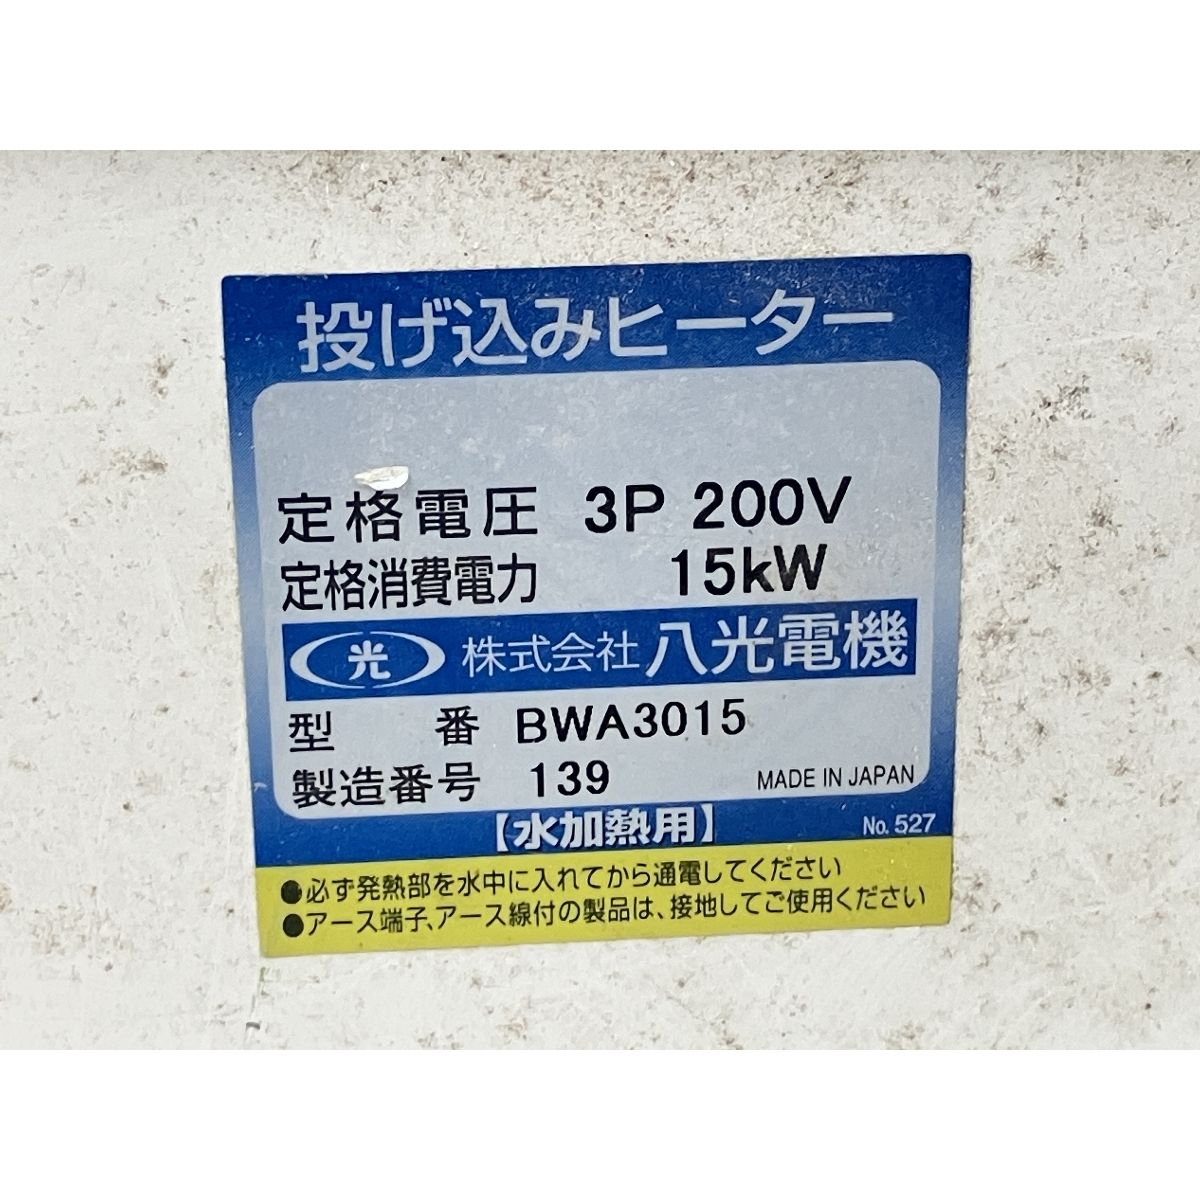 投げ込みヒーター
定格電圧 3P 200V
定格消費電力 15kW
光 株式会社 八光電機
型番 BWA3015
製造番号 139 MADE IN JAPAN
【水加熱用】 No. 527
●必ず発熱部を水中に入れてから通電してください
●アース端子、アース線付の製品は、接地してご使用ください